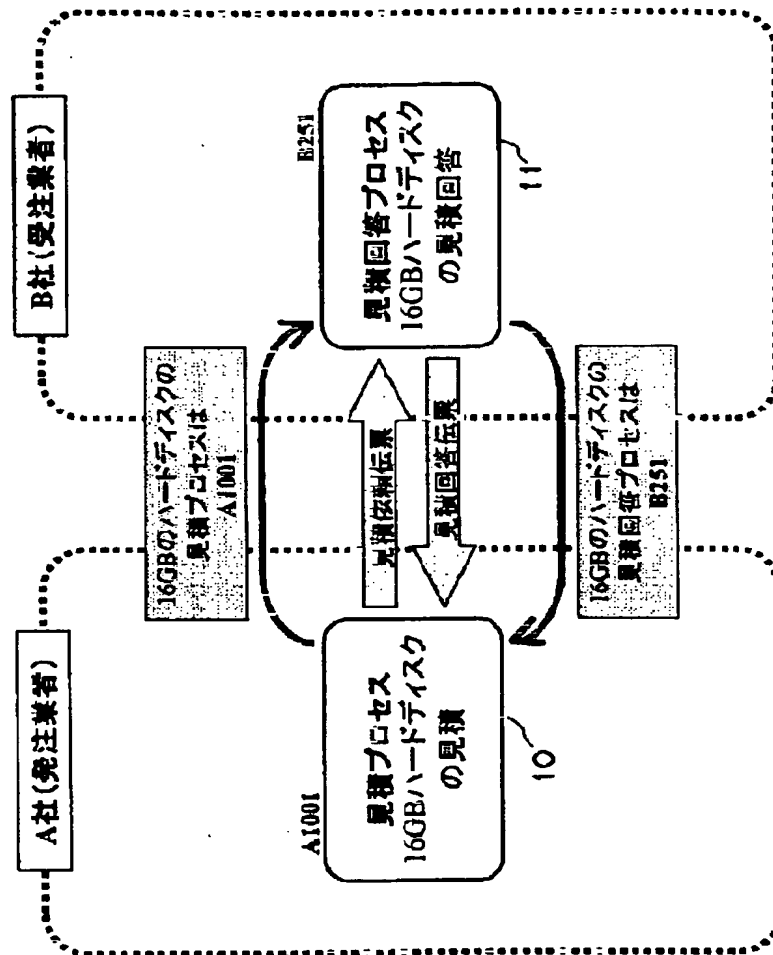 A社(発注業者)
B社(受注業者)
16GBのハードディスクの
見積プロセスは
A1001
A1001
見積プロセス
16GBハードディスク
の見積
10
見積依頼伝票
見積回答伝票
B251
見積回答プロセス
16GBハードディスク
の見積回答
11
16GBのハードディスクの
見積回答プロセスは
B251